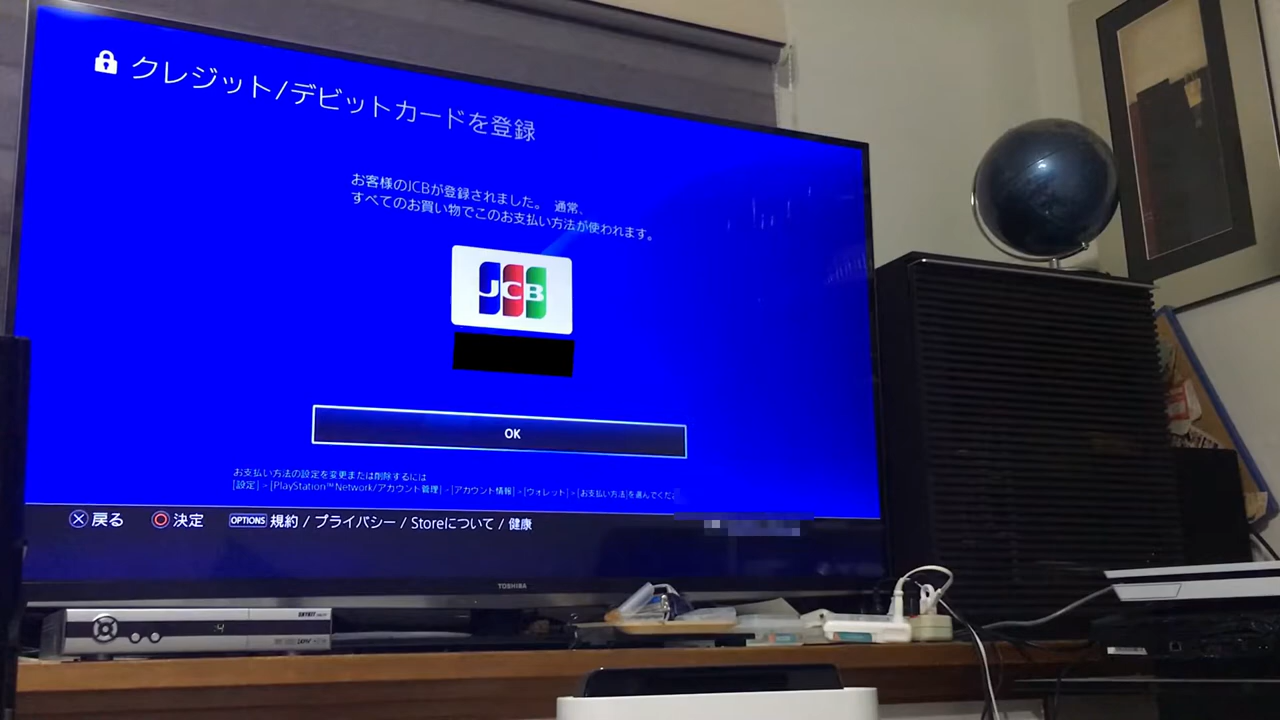 クレジット/デビットカードを登録
お客様のJCBが登録されました。 通常、
すべてのお買い物でこのお支払い方法が使われます。
JCB
OK
お支払い方法の設定を変更または削除するには
[設定] > [PlayStation™Network/アカウント管理] > [アカウント情報] > [ウォレット] > [お支払い方法]を選んでくだ
戻る 決定 OPTIONS 規約 / プライバシー / Storeについて / 健康
TOSHIBA